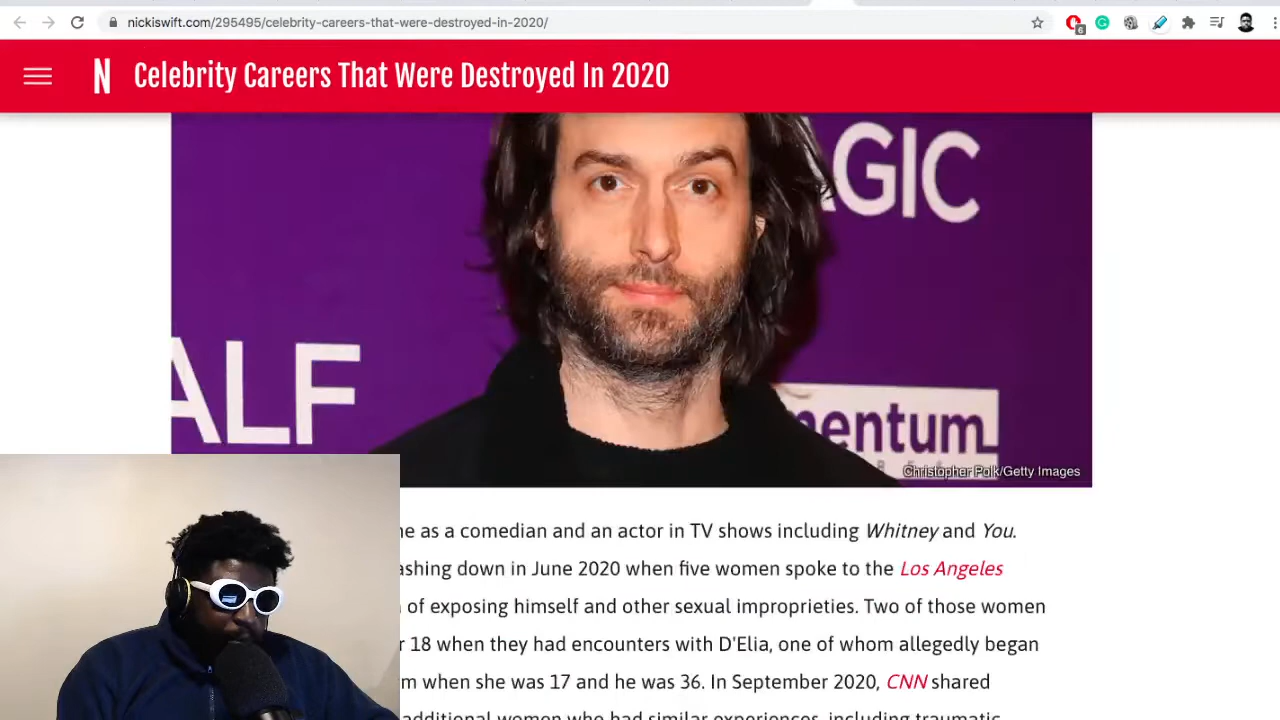 nickiswift.com/295495/celebrity-careers-that-were-destroyed-in-2020/
6
N Celebrity Careers That Were Destroyed In 2020
AGIC
ALF
mentum
Christopher Polk/Getty Images
ne as a comedian and an actor in TV shows including Whitney and You.
ashing down in June 2020 when five women spoke to the Los Angeles
n of exposing himself and other sexual improprieties. Two of those women
r 18 when they had encounters with D'Elia, one of whom allegedly began
m when she was 17 and he was 36. In September 2020, CNN shared
additional women who had similar experiences, including traumatic